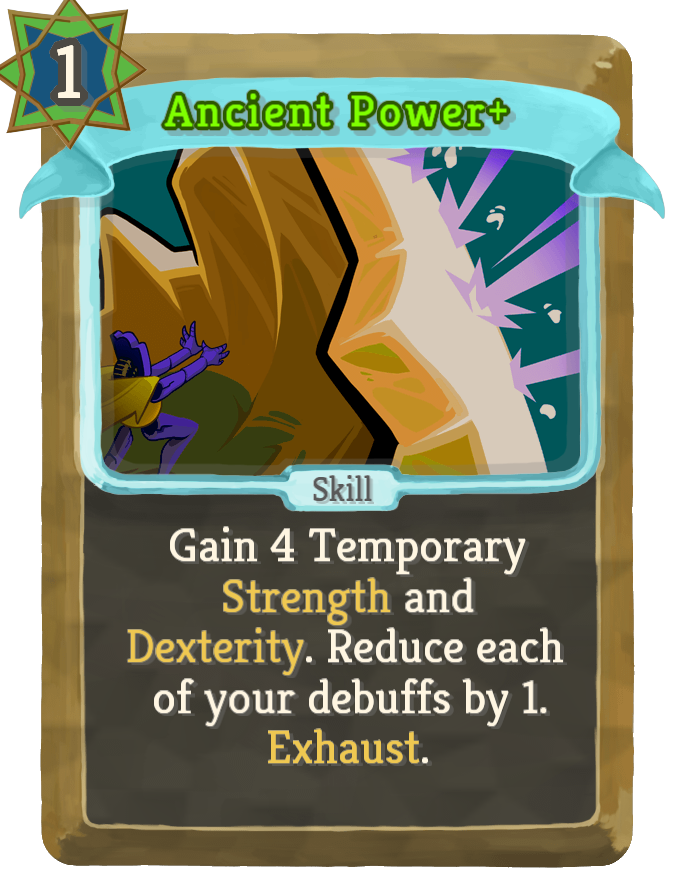 1
Ancient Power+
Skill
Gain 4 Temporary
Strength and
Dexterity. Reduce each
of your debuffs by 1.
Exhaust.